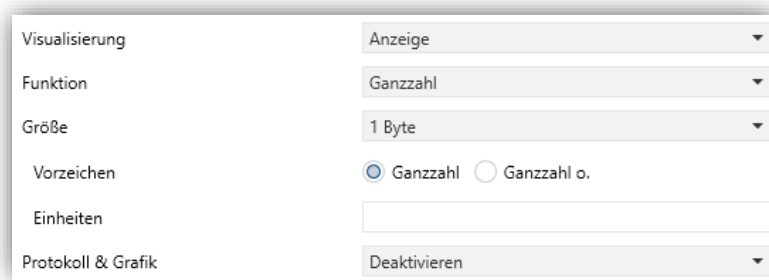 Visualisierung Anzeige
Funktion Ganzzahl
Größe 1 Byte
Vorzeichen Ganzzahl Ganzzahl o.
Einheiten
Protokoll & Grafik Deaktivieren